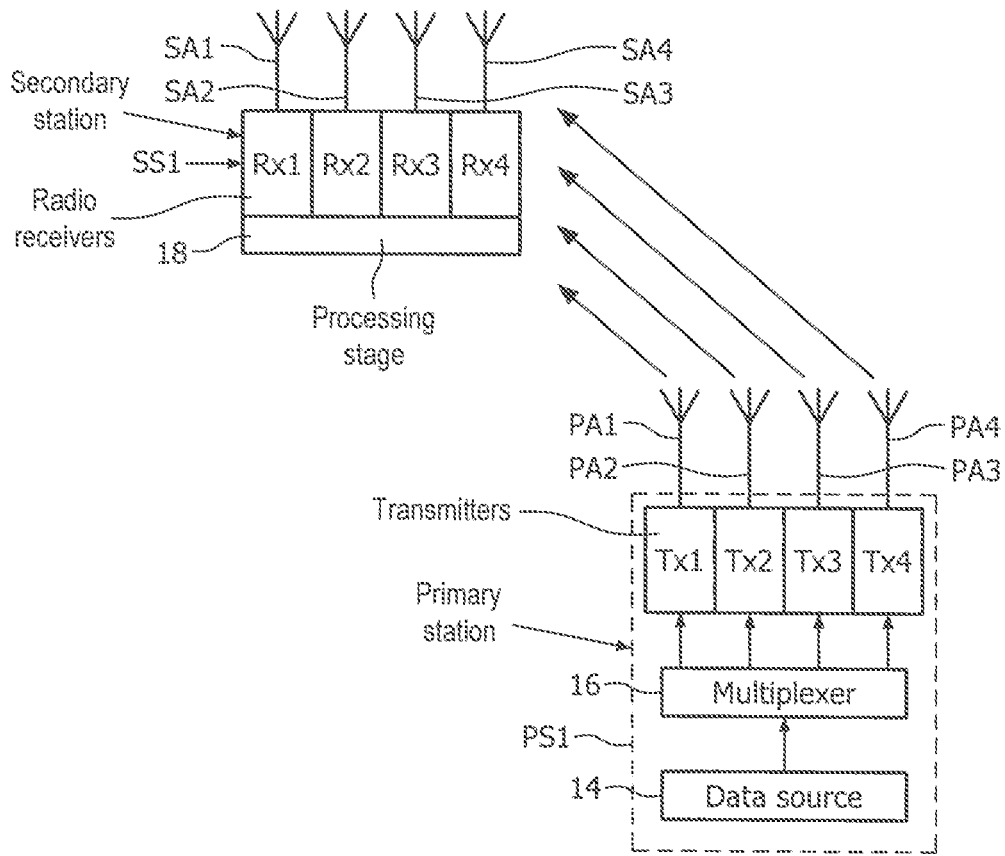 SA1
SA4
SA2
SA3
Secondary
station
SS1
Rx1
Rx2
Rx3
Rx4
Radio
receivers
18
Processing
stage
PA1
PA4
PA2
PA3
Transmitters
Tx1
Tx2
Tx3
Tx4
Primary
station
16
Multiplexer
PS1
14
Data source